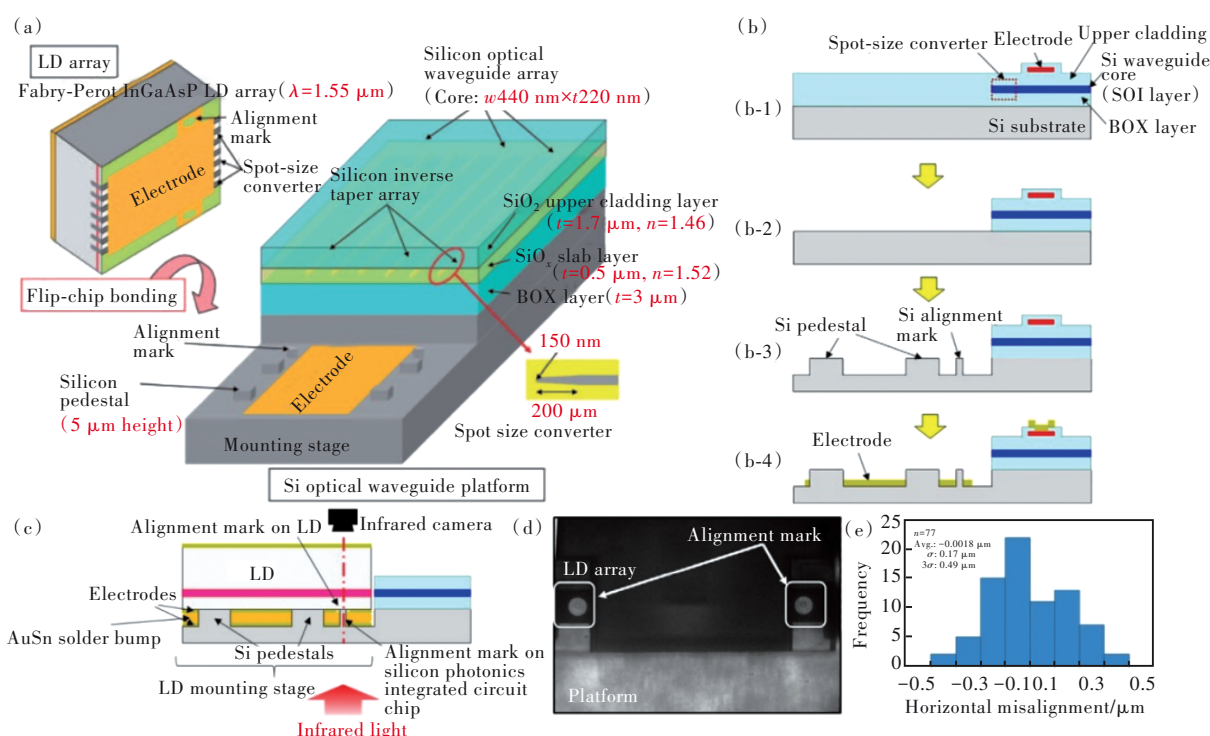 (a)
LD array
Fabry-Perot InGaAsP LD array(λ=1.55 μm)
Alignment
mark
Spot-size
converter
Electrode
Flip-chip bonding
Silicon optical
waveguide array
(Core: w440 nm×t220 nm)
Silicon inverse
taper array
SiO2 upper cladding layer
(t=1.7 μm, n=1.46)
SiOx slab layer
(t=0.5 μm, n=1.52)
BOX layer(t=3 μm)
Alignment
mark
Silicon
pedestal
(5 μm height)
Electrode
Mounting stage
150 nm
200 μm
Spot size converter
Si optical waveguide platform
(b)
Spot-size
converter
Electrode
Upper cladding
Si waveguide
core
(SOI layer)
BOX layer
Si substrate
(b-1)
(b-2)
(b-3)
Si pedestal
Si alignment
mark
(b-4)
Electrode
(c)
Alignment mark on LD
Infrared camera
LD
Electrodes
AuSn solder bump
Si pedestals
LD mounting stage
Alignment mark on
silicon photonics
integrated circuit
chip
Infrared light
(d)
Alignment mark
LD array
Platform
(e)
n=77
Avg.: −0.0018 μm
σ: 0.17 μm
3σ: 0.49 μm
Frequency
25
20
15
10
5
0
−0.5
−0.3
−0.1
0.1
0.3
0.5
Horizontal misalignment/μm